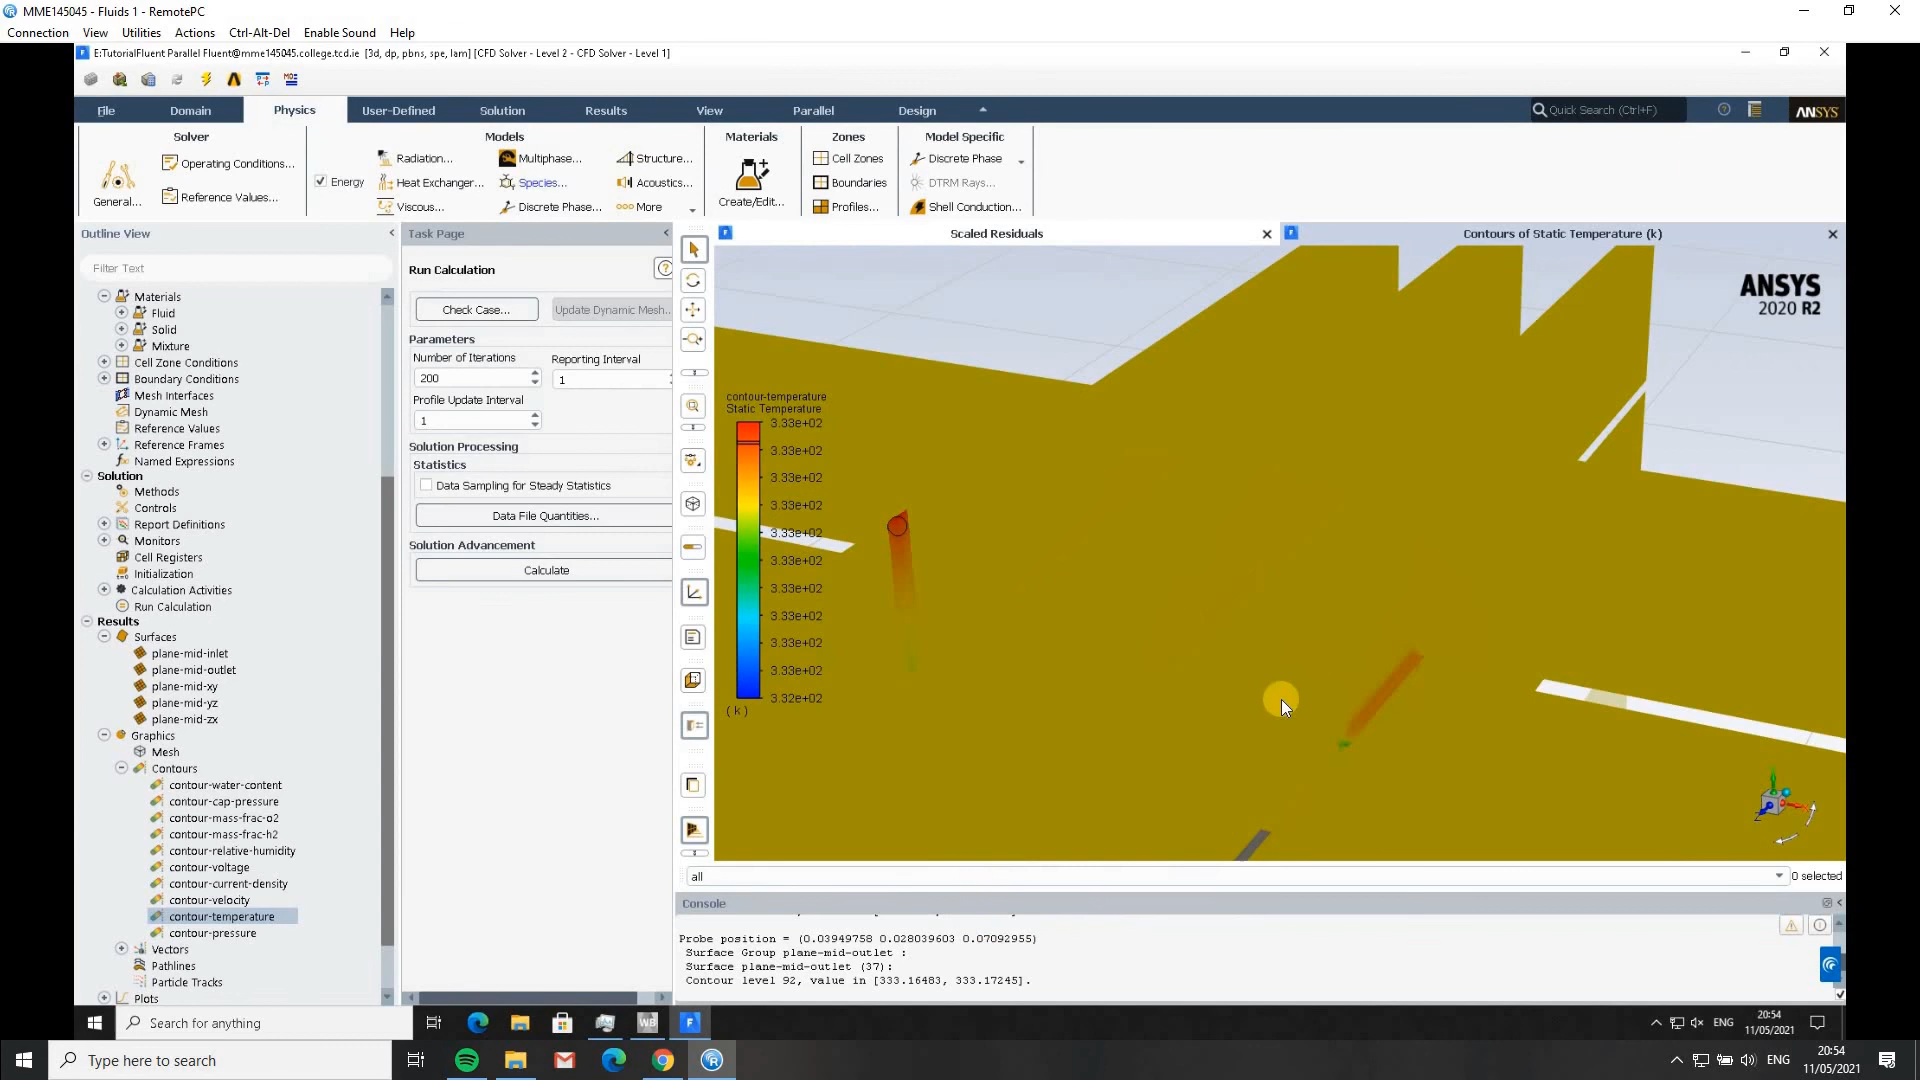 MME145045 - Fluids 1 - RemotePC
Connection View Utilities Actions Ctrl-Alt-Del Enable Sound Help
E:TutorialFluent Parallel Fluent@mme145045.college.tcd.ie [3d, dp, pbns, spe, lam] [CFD Solver - Level 2 - CFD Solver - Level 1]
File Domain Physics User-Defined Solution Results View Parallel Design Quick Search (Ctrl+F) ANSYS
Solver Models Materials Zones Model Specific
Operating Conditions... Radiation... Multiphase... Structure... Cell Zones Discrete Phase
Energy Heat Exchanger... Species... Acoustics... Boundaries DTRM Rays...
General... Reference Values... Viscous... Discrete Phase... More Create/Edit... Profiles... Shell Conduction...
Outline View
Filter Text
Materials
Fluid
Solid
Mixture
Cell Zone Conditions
Boundary Conditions
Mesh Interfaces
Dynamic Mesh
Reference Values
Reference Frames
Named Expressions
Solution
Methods
Controls
Report Definitions
Monitors
Cell Registers
Initialization
Calculation Activities
Run Calculation
Results
Surfaces
plane-mid-inlet
plane-mid-outlet
plane-mid-xy
plane-mid-yz
plane-mid-zx
Graphics
Mesh
Contours
contour-water-content
contour-cap-pressure
contour-mass-frac-o2
contour-mass-frac-h2
contour-relative-humidity
contour-voltage
contour-current-density
contour-velocity
contour-temperature
contour-pressure
Vectors
Pathlines
Particle Tracks
Plots
Task Page
Run Calculation
Check Case... Update Dynamic Mesh...
Parameters
Number of Iterations Reporting Interval
200 1
Profile Update Interval
1
Solution Processing
Statistics
Data Sampling for Steady Statistics
Data File Quantities...
Solution Advancement
Calculate
Scaled Residuals
Contours of Static Temperature (k)
ANSYS
2020 R2
contour-temperature
Static Temperature
3.33e+02
3.33e+02
3.33e+02
3.33e+02
3.33e+02
3.33e+02
3.33e+02
3.33e+02
3.33e+02
3.33e+02
3.32e+02
(k)
Z
all 0 selected
Console
Probe position = (0.03949758 0.028039603 0.07092955)
Surface Group plane-mid-outlet :
Surface plane-mid-outlet (37):
Contour level 92, value in [333.16483, 333.17245].
Search for anything WB ENG 20:54
11/05/2021
Type here to search ENG 20:54
11/05/2021